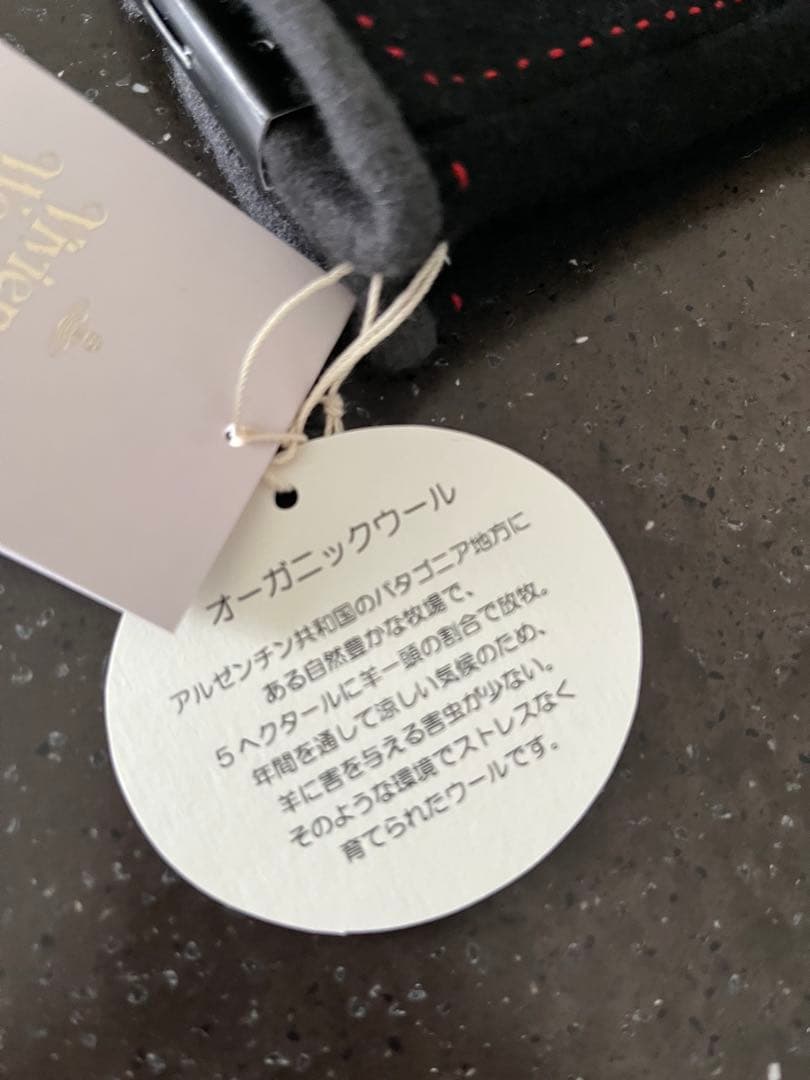 Vivien
オーガニックウール
アルゼンチン共和国のパタゴニア地方に
ある自然豊かな牧場で、
5ヘクタールに羊一頭の割合で放牧。
年間を通して涼しい気候のため、
羊に害を与える害虫が少ない。
そのような環境でストレスなく
育てられたウールです。